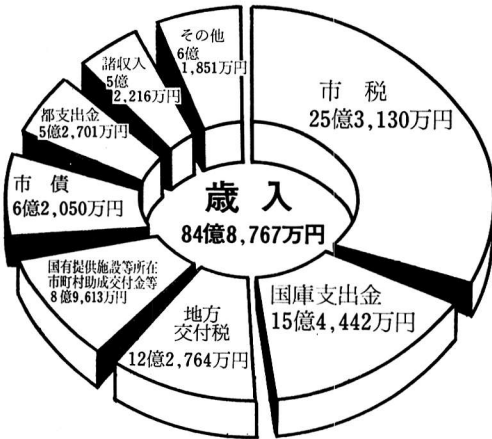 市税
25億3,130万円
国庫支出金
15億4,442万円
地方
交付税
12億2,764万円
国有提供施設等所在
市町村助成交付金等
8億9,613万円
市債
6億2,050万円
都支出金
5億2,701万円
諸収入
5億
2,216万円
その他
6億
1,851万円
歳入
84億8,767万円